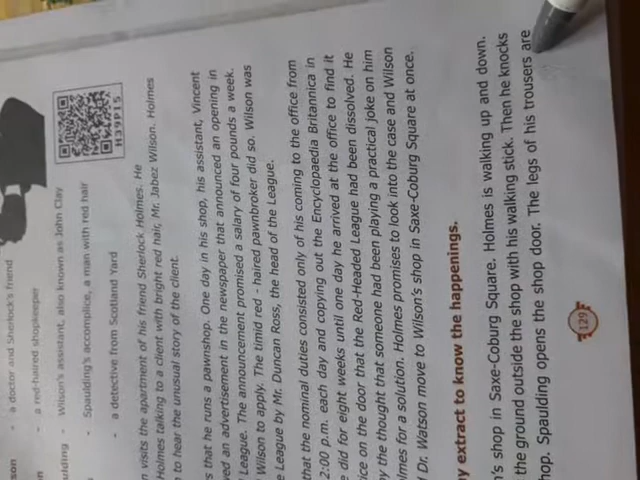 son - a doctor and Sherlock's friend
n - a red-haired shopkeeper
ulding - Wilson's assistant, also known as John Clay
- Spaulding's accomplice, a man with red hair
- a detective from Scotland Yard
H39P15
n visits the apartment of his friend Sherlock Holmes. He
Holmes talking to a client with bright red hair, Mr. Jabez Wilson. Holmes
to hear the unusual story of the client.
s that he runs a pawnshop. One day in his shop, his assistant, Vincent
ved an advertisement in the newspaper that announced an opening in
League. The announcement promised a salary of four pounds a week.
Wilson to apply. The timid red - haired pawnbroker did so. Wilson was
e League by Mr. Duncan Ross, the head of the League.
that the nominal duties consisted only of his coming to the office from
2:00 p.m. each day and copying out the Encyclopaedia Britannica in
e did for eight weeks until one day he arrived at the office to find it
ice on the door that the Red-Headed League had been dissolved. He
y the thought that someone had been playing a practical joke on him
lmes for a solution. Holmes promises to look into the case and Wilson
d Dr. Watson move to Wilson's shop in Saxe-Coburg Square at once.
ay extract to know the happenings.
n's shop in Saxe-Coburg Square. Holmes is walking up and down.
the ground outside the shop with his walking stick. Then he knocks
hop. Spaulding opens the shop door. The legs of his trousers are
129